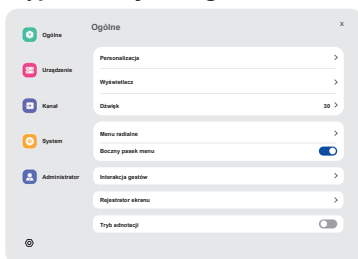 Ogólne
x
Ogólne
Urządzenie
Kanał
System
Administrator
Personalizacja
Wyświetlacz
Dźwięk 30
Menu radialne
Boczny pasek menu
Interakcja gestów
Rejestrator ekranu
Tryb adnotacji